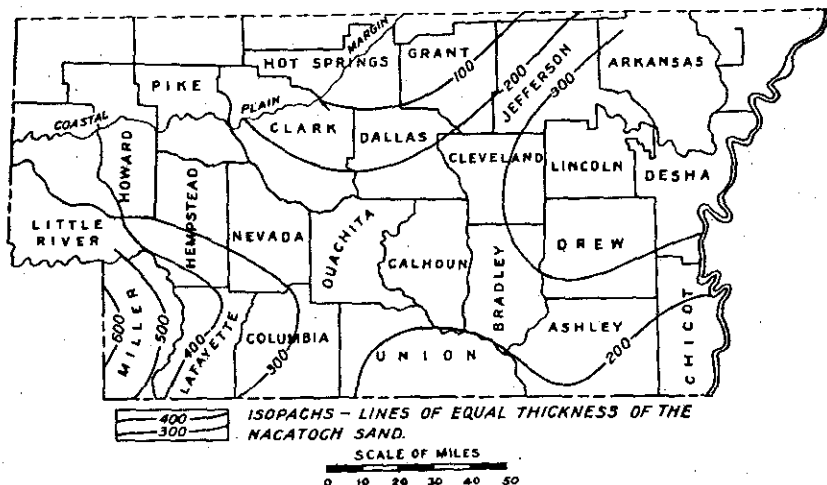 MARGIN
HOT SPRINGS
GRANT
100
200
JEFFERSON
300
ARKANSAS
PIKE
PLAIN
COASTAL
CLARK
DALLAS
CLEVELAND
LINCOLN
DESHA
HOWARD
HEMPSTEAD
LITTLE
RIVER
NEVADA
OUACHITA
CALHOUN
BRADLEY
DREW
600
MILLER
500
400
LAFAYETTE
COLUMBIA
300
UNION
ASHLEY
200
CHICOT
400
300
ISOPACHS - LINES OF EQUAL THICKNESS OF THE
NACATOCH SAND.
SCALE OF MILES
0 10 20 30 40 50